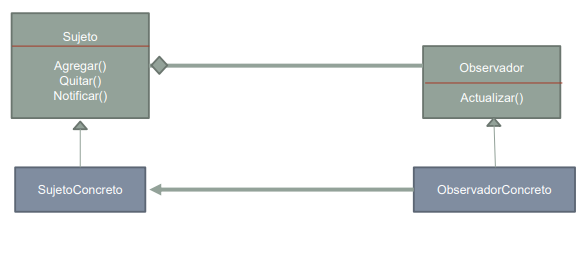 Sujeto
Agregar()
Quitar()
Notificar()
Observador
Actualizar()
SujetoConcreto
ObservadorConcreto